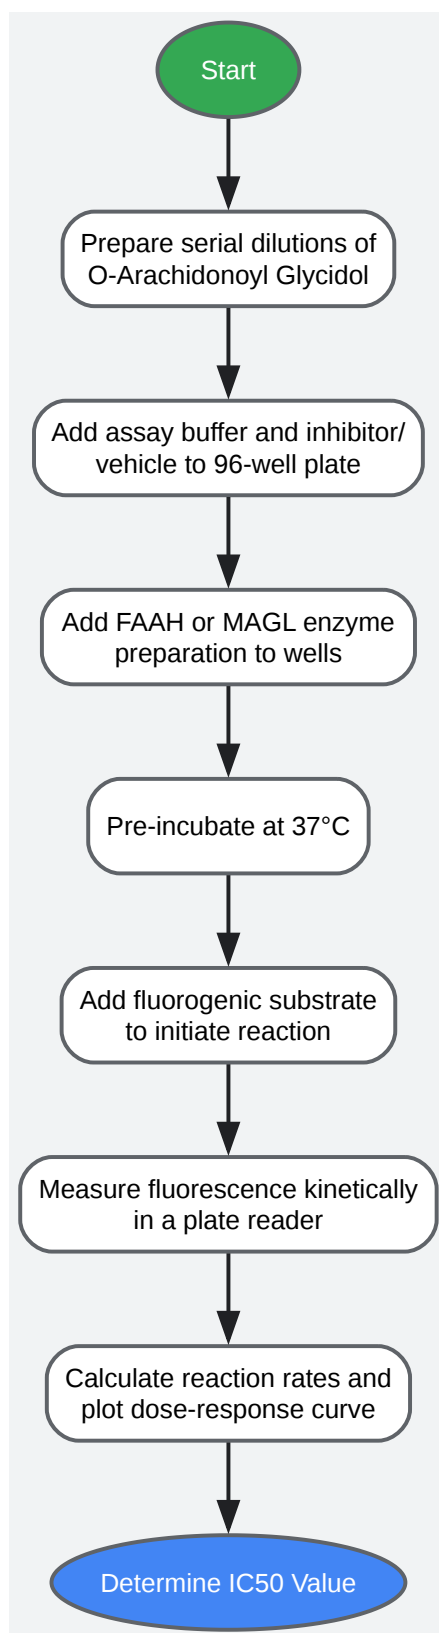 Start
Prepare serial dilutions of
O-Arachidonoyl Glycidol
Add assay buffer and inhibitor/
vehicle to 96-well plate
Add FAAH or MAGL enzyme
preparation to wells
Pre-incubate at 37°C
Add fluorogenic substrate
to initiate reaction
Measure fluorescence kinetically
in a plate reader
Calculate reaction rates and
plot dose-response curve
Determine IC50 Value